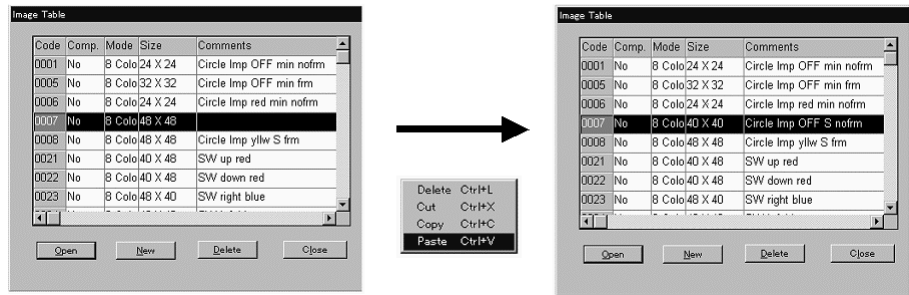 Image Table
Code Comp. Mode Size Comments
0001 No 8 Colo 24 X 24 Circle Imp OFF min nofrm
0005 No 8 Colo 32 X 32 Circle Imp OFF min frm
0006 No 8 Colo 24 X 24 Circle Imp red min nofrm
0007 No 8 Colo 48 X 48
0008 No 8 Colo 48 X 48 Circle Imp yllw S frm
0021 No 8 Colo 40 X 48 SW up red
0022 No 8 Colo 40 X 48 SW down red
0023 No 8 Colo 48 X 40 SW right blue
Open New Delete Close
Delete Ctrl+L
Cut Ctrl+X
Copy Ctrl+C
Paste Ctrl+V
Image Table
Code Comp. Mode Size Comments
0001 No 8 Colo 24 X 24 Circle Imp OFF min nofrm
0005 No 8 Colo 32 X 32 Circle Imp OFF min frm
0006 No 8 Colo 24 X 24 Circle Imp red min nofrm
0007 No 8 Colo 40 X 40 Circle Imp OFF S nofrm
0008 No 8 Colo 48 X 48 Circle Imp yllw S frm
0021 No 8 Colo 40 X 48 SW up red
0022 No 8 Colo 40 X 48 SW down red
0023 No 8 Colo 48 X 40 SW right blue
Open New Delete Close